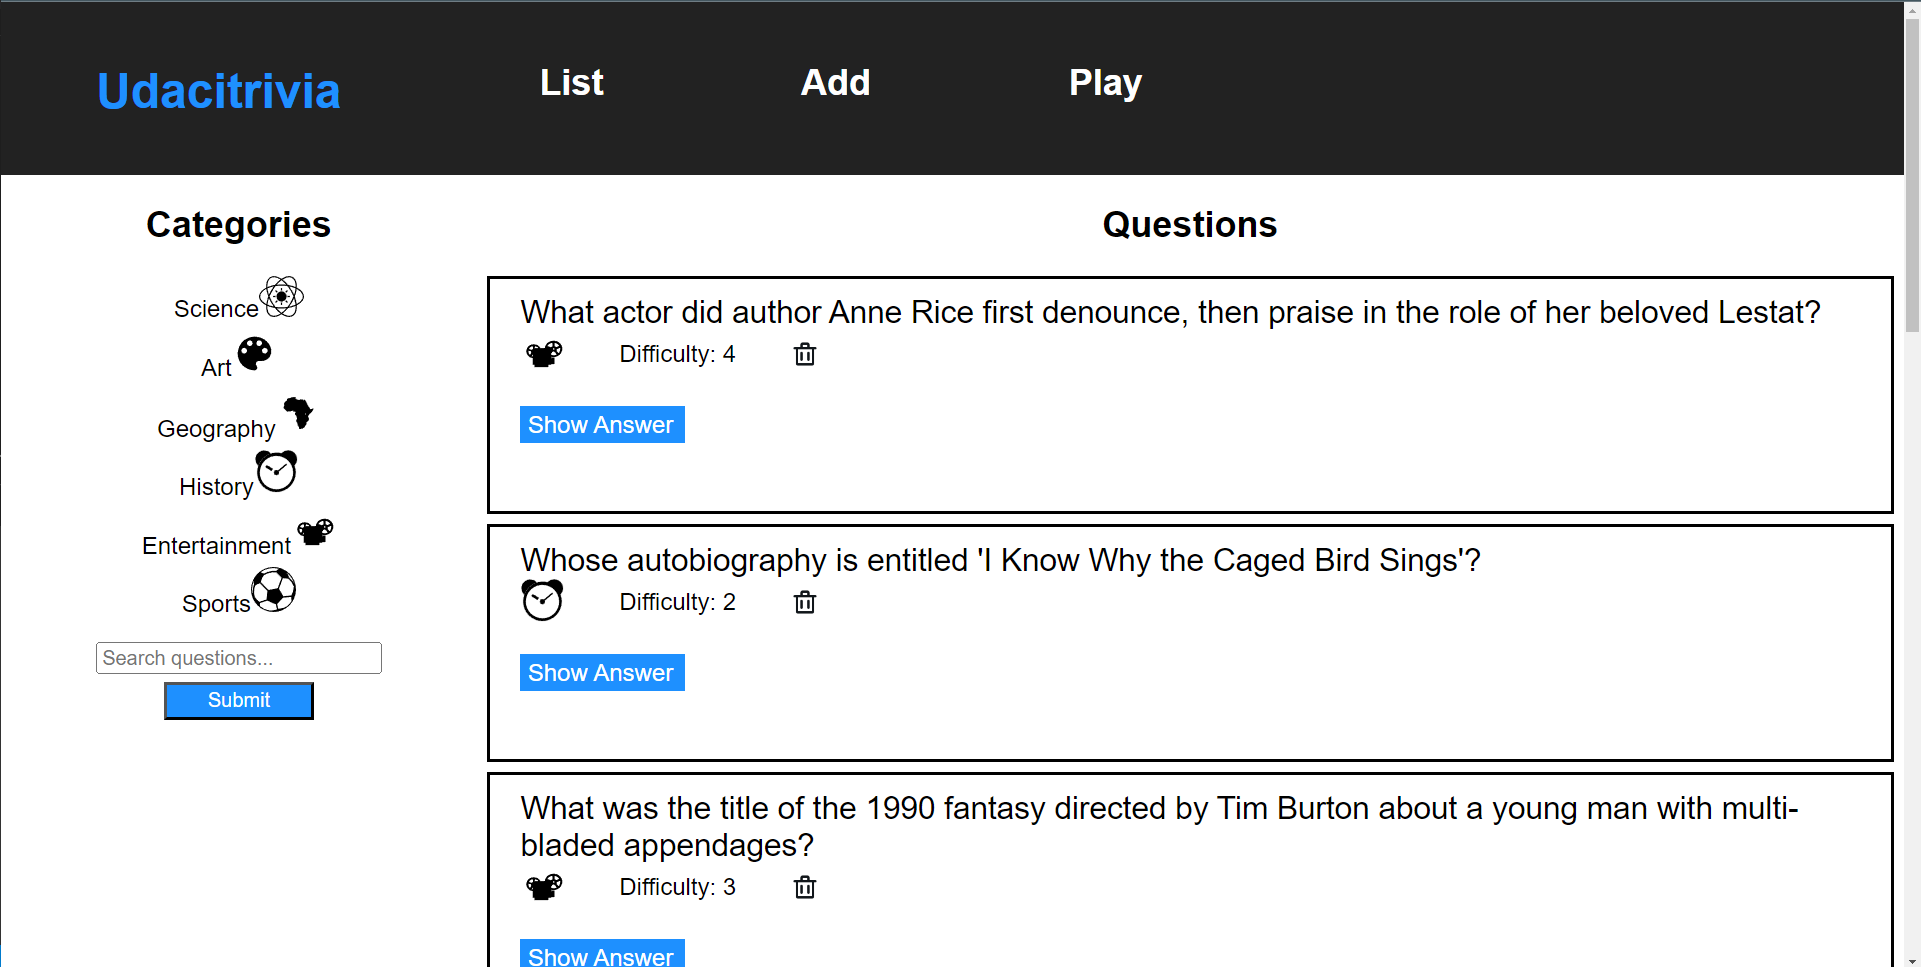 Udacitrivia
List
Add
Play
Categories
Science
Art
Geography
History
Entertainment
Sports
Search questions...
Submit
Questions
What actor did author Anne Rice first denounce, then praise in the role of her beloved Lestat?
Difficulty: 4
Show Answer
Whose autobiography is entitled 'I Know Why the Caged Bird Sings'?
Difficulty: 2
Show Answer
What was the title of the 1990 fantasy directed by Tim Burton about a young man with multi-
bladed appendages?
Difficulty: 3
Show Answer